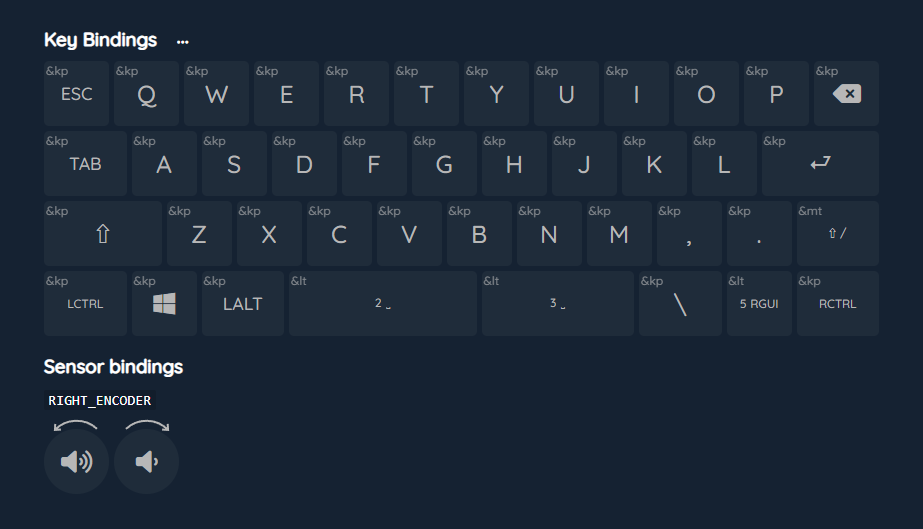 Key Bindings ...
&kp &kp &kp &kp &kp &kp &kp &kp &kp &kp &kp &kp
ESC Q W E R T Y U I O P
&kp &kp &kp &kp &kp &kp &kp &kp &kp &kp &kp
TAB A S D F G H J K L
&kp &kp &kp &kp &kp &kp &kp &kp &kp &kp &mt
⇧ Z X C V B N M , . ⇧ /
&kp &kp &kp &lt &lt &kp &lt &kp
LCTRL LALT 2 ⎵ 3 ⎵ \ 5 RGUI RCTRL
Sensor bindings
RIGHT_ENCODER